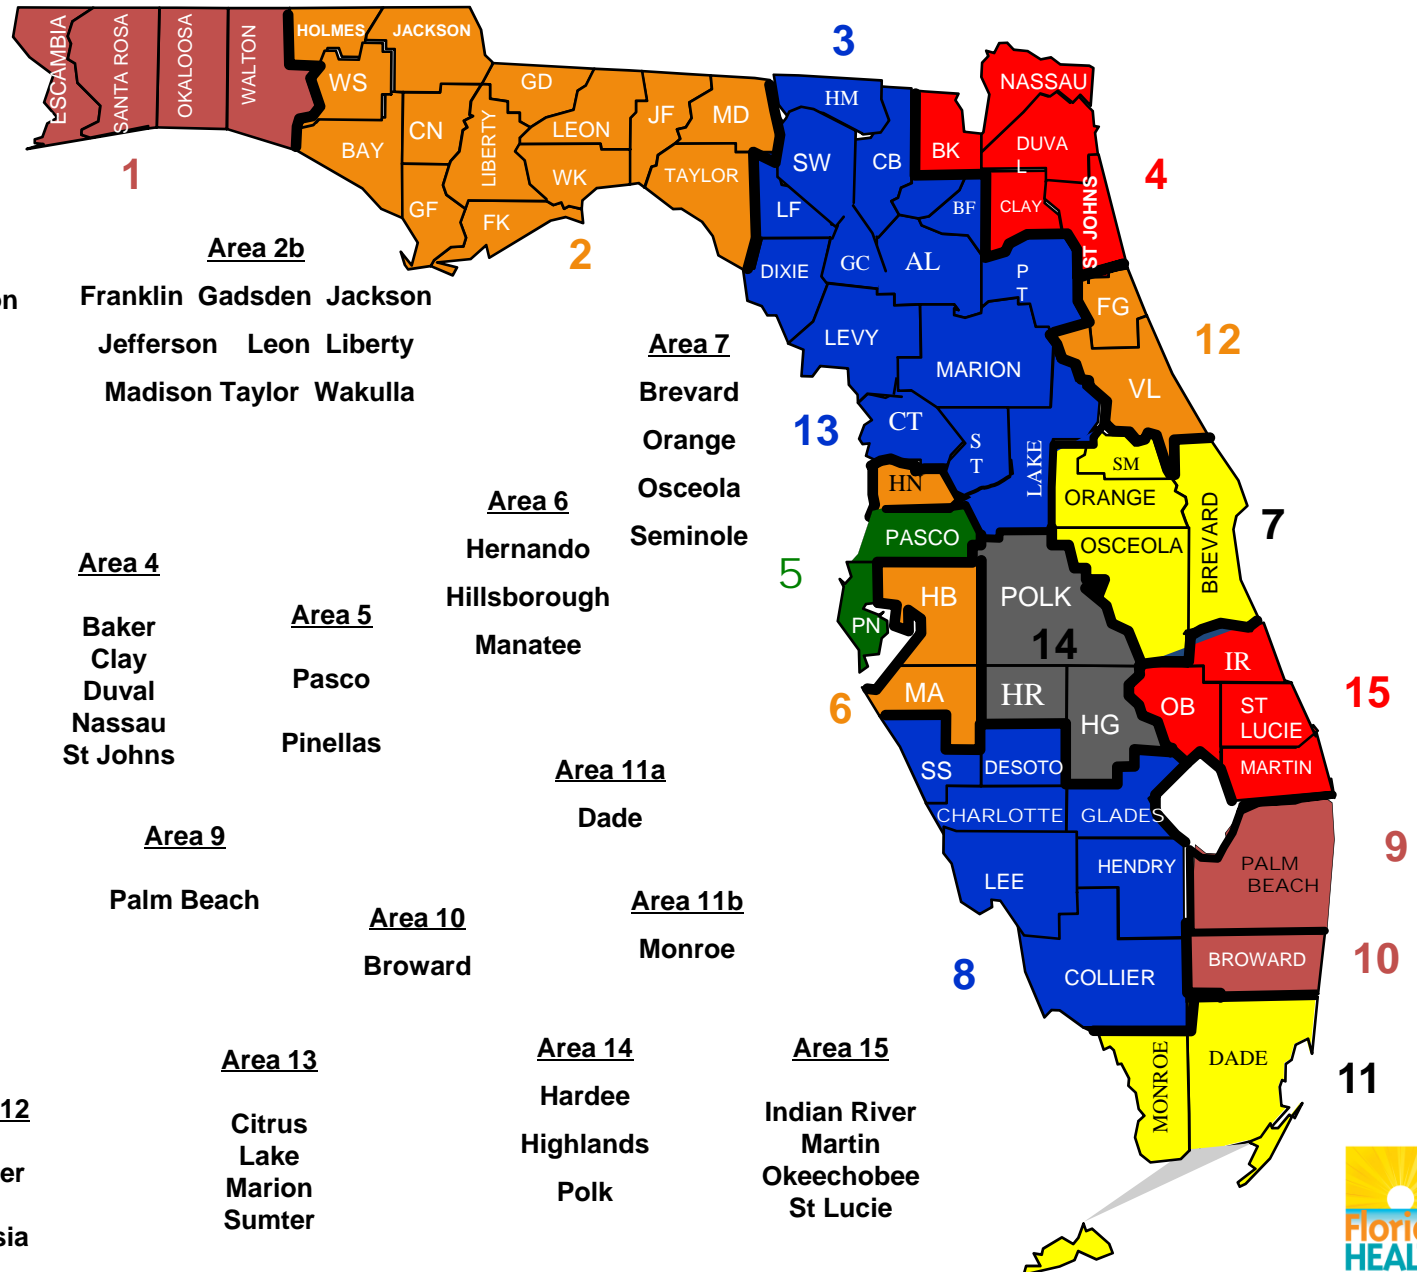 ESCAMBIA
SANTA ROSA
OKALOOSA
WALTON
HOLMES
JACKSON
WS
BAY
CN
GF
LIBERTY
GD
LEON
WK
FK
JF
MD
TAYLOR
1
2
3
HM
SW
CB
LF
BF
DIXIE
GC
AL
P
T
LEVY
MARION
CT
S
T
LAKE
13
BK
NASSAU
DUVA
L
CLAY
ST JOHNS
4
FG
VL
12
HN
PASCO
PN
5
HB
MA
6
SM
ORANGE
OSCEOLA
BREVARD
7
POLK
14
HR
HG
IR
OB
ST
LUCIE
MARTIN
15
SS
DESOTO
CHARLOTTE
GLADES
LEE
HENDRY
COLLIER
8
PALM
BEACH
9
BROWARD
10
MONROE
DADE
11
on
Area 2b
Franklin Gadsden Jackson
Jefferson Leon Liberty
Madison Taylor Wakulla
Area 4
Baker
Clay
Duval
Nassau
St Johns
Area 5
Pasco
Pinellas
Area 6
Hernando
Hillsborough
Manatee
Area 7
Brevard
Orange
Osceola
Seminole
Area 9
Palm Beach
Area 10
Broward
Area 11a
Dade
Area 11b
Monroe
12
er
sia
Area 13
Citrus
Lake
Marion
Sumter
Area 14
Hardee
Highlands
Polk
Area 15
Indian River
Martin
Okeechobee
St Lucie
Flori
HEAL